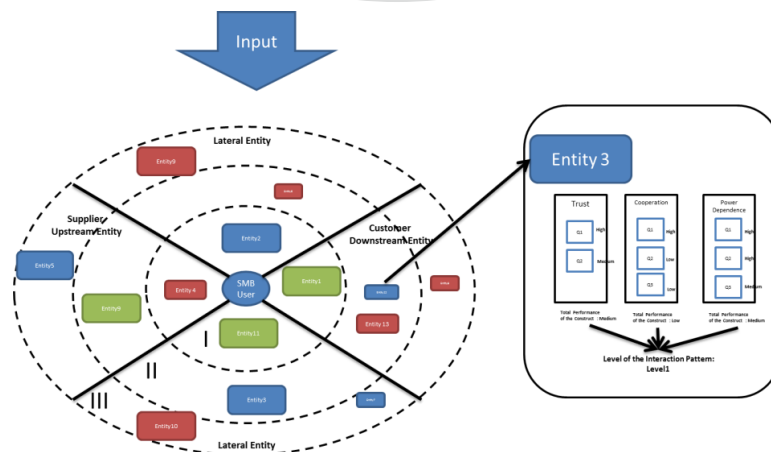 Input
Lateral Entity
Entity9
Supplier
Upstream Entity
Customer
Downstream Entity
Entity2
Entity5
Entity 4
SMB
User
Entity1
Entity9
Entity 13
Entity11
I
II
III
Entity3
Entity10
Lateral Entity
Entity 3
Trust
Q1
High
Q2
Medium
Total Performance
of the Construct : Medium
Cooperation
Q1
High
Q2
Low
Q3
Low
Total Performance
of the Construct : Low
Power
Dependence
Q1
High
Q2
High
Q3
Medium
Total Performance
of the Construct : Medium
Level of the Interaction Pattern:
Level1